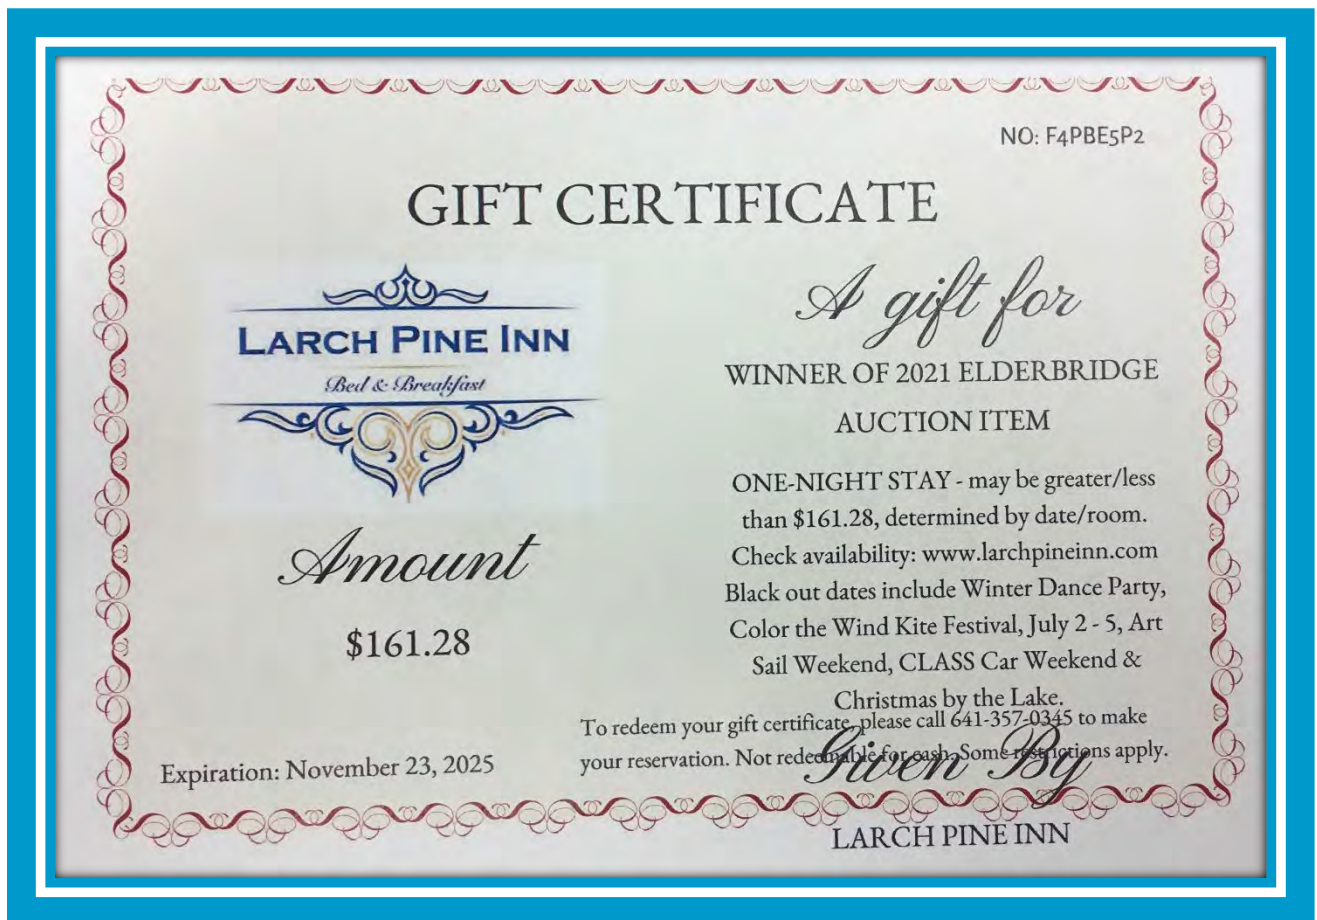 NO: F4PBE5P2
GIFT CERTIFICATE
LARCH PINE INN
Bed & Breakfast
Amount
$161.28
Expiration: November 23, 2025
A gift for
WINNER OF 2021 ELDERBRIDGE
AUCTION ITEM
ONE-NIGHT STAY - may be greater/less
than $161.28, determined by date/room.
Check availability: www.larchpineinn.com
Black out dates include Winter Dance Party,
Color the Wind Kite Festival, July 2 - 5, Art
Sail Weekend, CLASS Car Weekend &
Christmas by the Lake.
To redeem your gift certificate, please call 641-357-0345 to make
your reservation. Not redeemable for cash. Some restrictions apply.
Given By
LARCH PINE INN